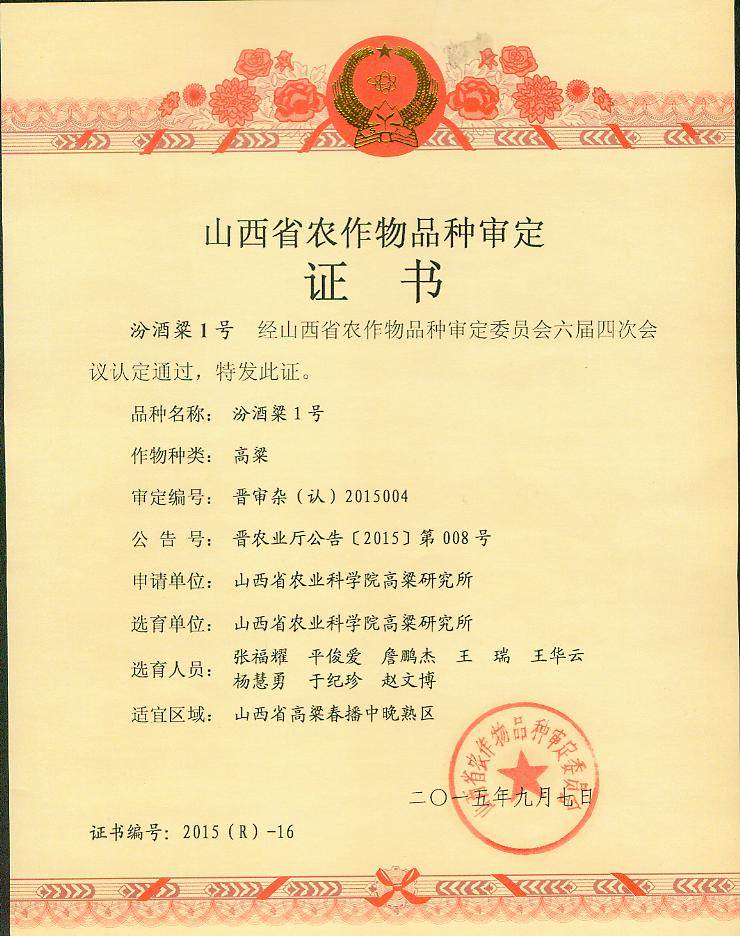 山西省农作物品种审定
证 书
汾酒粱1号 经山西省农作物品种审定委员会六届四次会
议认定通过，特发此证。
品种名称： 汾酒粱1号
作物种类： 高粱
审定编号： 晋审杂（认）2015004
公 告 号： 晋农业厅公告〔2015〕第 008 号
申请单位： 山西省农业科学院高粱研究所
选育单位： 山西省农业科学院高粱研究所
选育人员： 张福耀 平俊爱 詹鹏杰 王 瑞 王华云
杨慧勇 于纪珍 赵文博
适宜区域： 山西省高粱春播中晚熟区
山西省农作物品种审定委员会
二〇一五年九月七日
证书编号：2015（R）-16